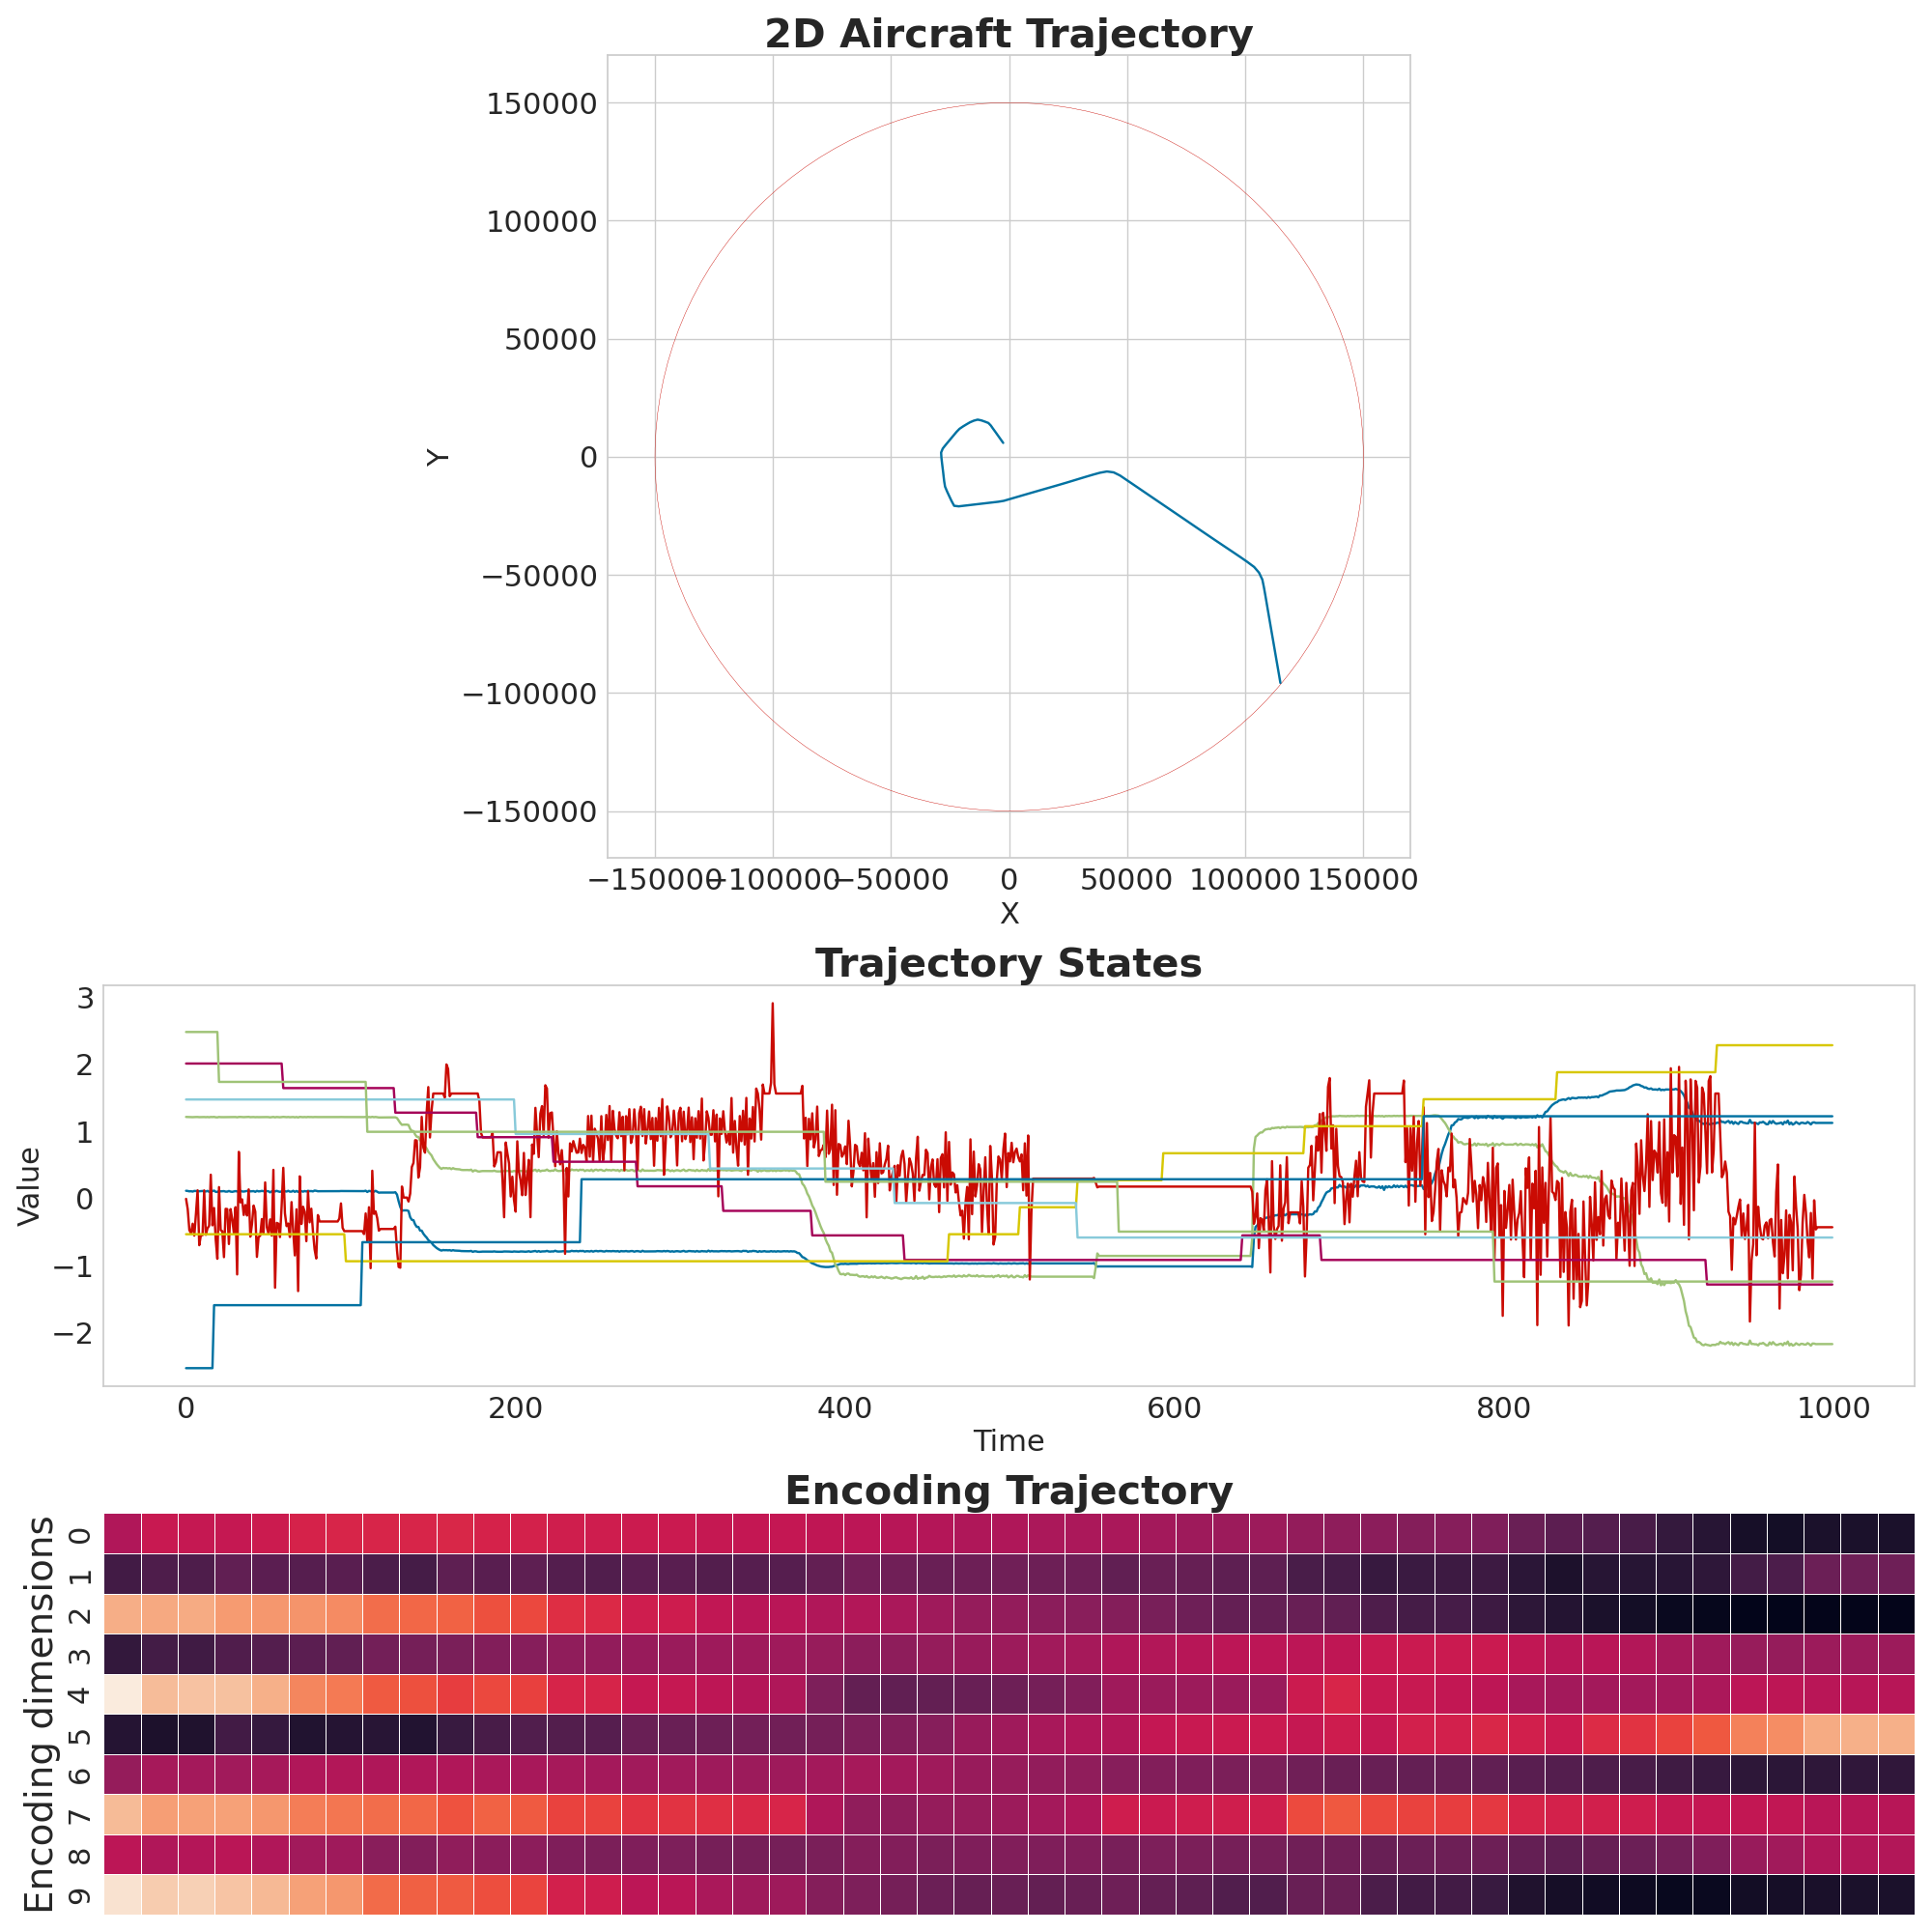 2D Aircraft Trajectory
150000
100000
50000
0
−50000
−100000
−150000
Y
−150000 −100000 −50000 0 50000 100000 150000
X
Trajectory States
3
2
1
0
−1
−2
Value
0 200 400 600 800 1000
Time
Encoding Trajectory
Encoding dimensions
0
1
2
3
4
5
6
7
8
9